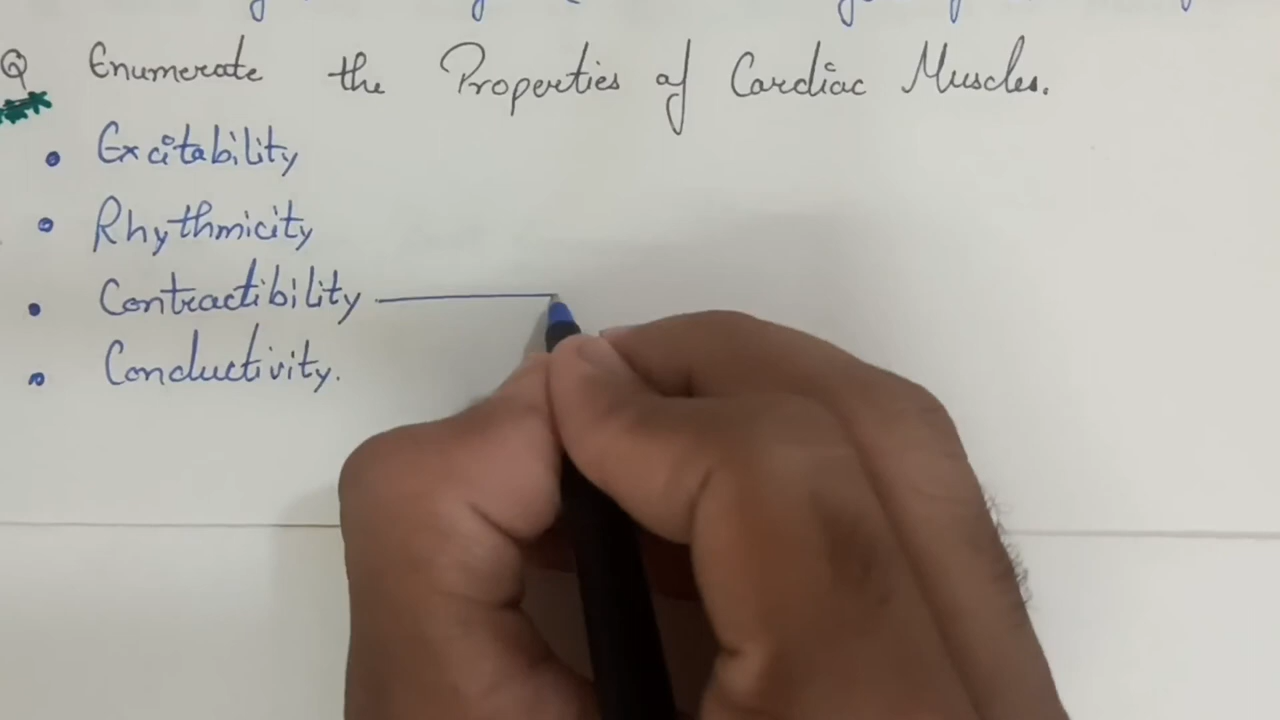 Q Enumerate the Properties of Cardiac Muscles.
• Excitability
• Rhythmicity
• Contractibility
• Conductivity.